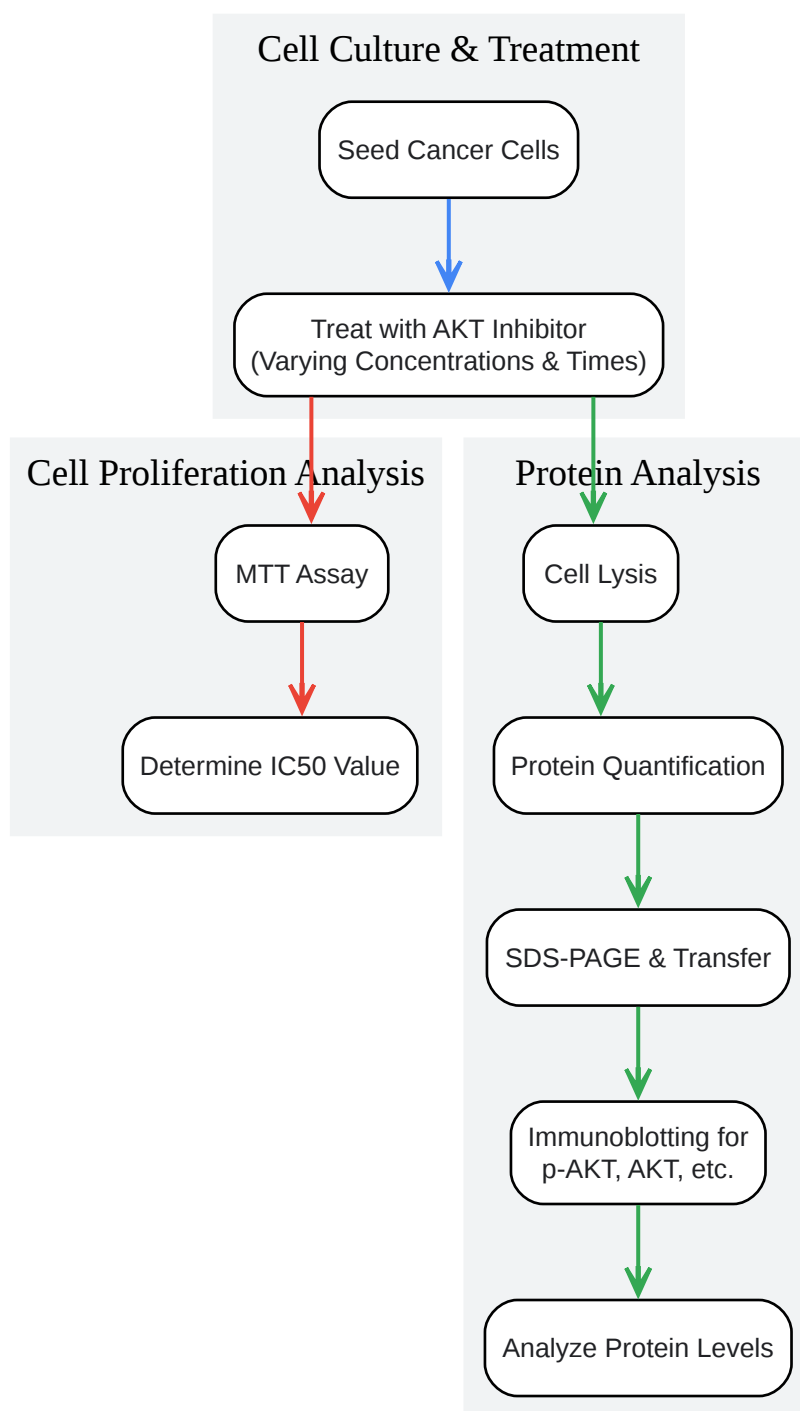 Cell Culture & Treatment
Seed Cancer Cells
Treat with AKT Inhibitor
(Varying Concentrations & Times)
Cell Proliferation Analysis
MTT Assay
Determine IC50 Value
Protein Analysis
Cell Lysis
Protein Quantification
SDS-PAGE & Transfer
Immunoblotting for
p-AKT, AKT, etc.
Analyze Protein Levels